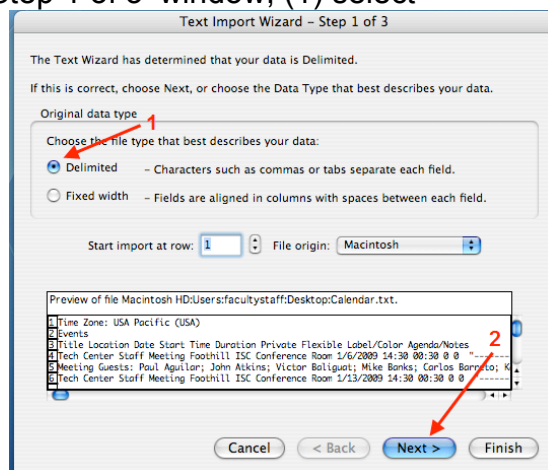 Step 1 of 3" window, (1) select
Text Import Wizard – Step 1 of 3
The Text Wizard has determined that your data is Delimited.
If this is correct, choose Next, or choose the Data Type that best describes your data.
Original data type
1
Choose the file type that best describes your data:
Delimited – Characters such as commas or tabs separate each field.
Fixed width – Fields are aligned in columns with spaces between each field.
Start import at row: 1 File origin: Macintosh
Preview of file Macintosh HD:Users:facultystaff:Desktop:Calendar.txt.
1 Time Zone: USA Pacific (USA)
2 Events
3 Title Location Date Start Time Duration Private Flexible Label/Color Agenda/Notes
4 Tech Center Staff Meeting Foothill ISC Conference Room 1/6/2009 14:30 00:30 0 0 "-------
5 Meeting Guests: Paul Aguilar; John Atkins; Victor Baliguat; Mike Banks; Carlos Barreto; K
6 Tech Center Staff Meeting Foothill ISC Conference Room 1/13/2009 14:30 00:30 0 0 "------
2
Cancel < Back Next > Finish